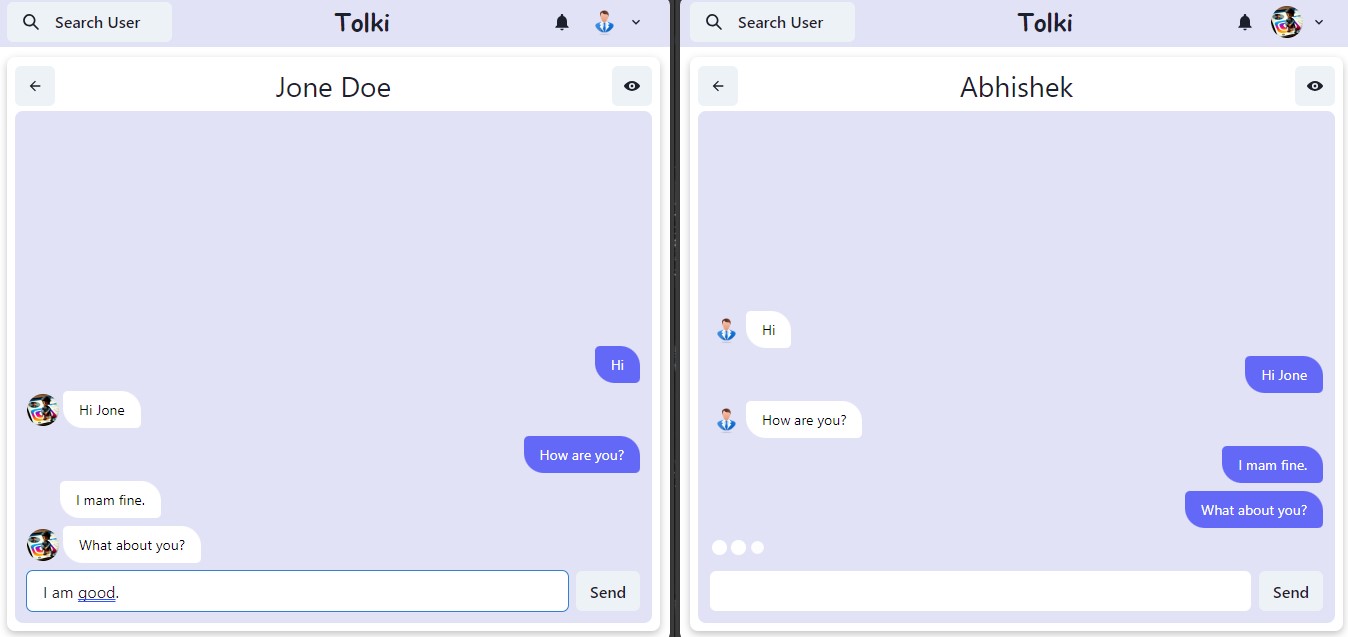 Search User
Tolki
Jone Doe
Hi
Hi Jone
How are you?
I mam fine.
What about you?
I am good.
Send
Search User
Tolki
Abhishek
Hi
Hi Jone
How are you?
I mam fine.
What about you?
Send